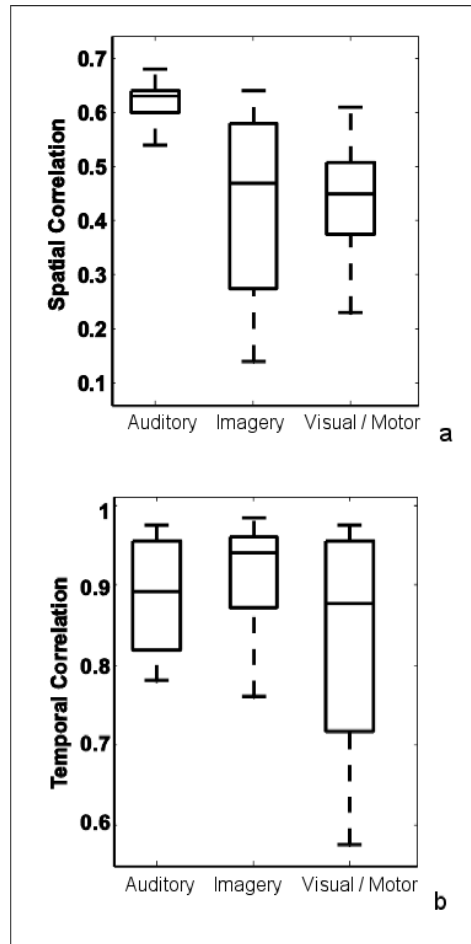 Spatial Correlation
0.7
0.6
0.5
0.4
0.3
0.2
0.1
Auditory Imagery Visual / Motor
a
Temporal Correlation
1
0.9
0.8
0.7
0.6
Auditory Imagery Visual / Motor
b